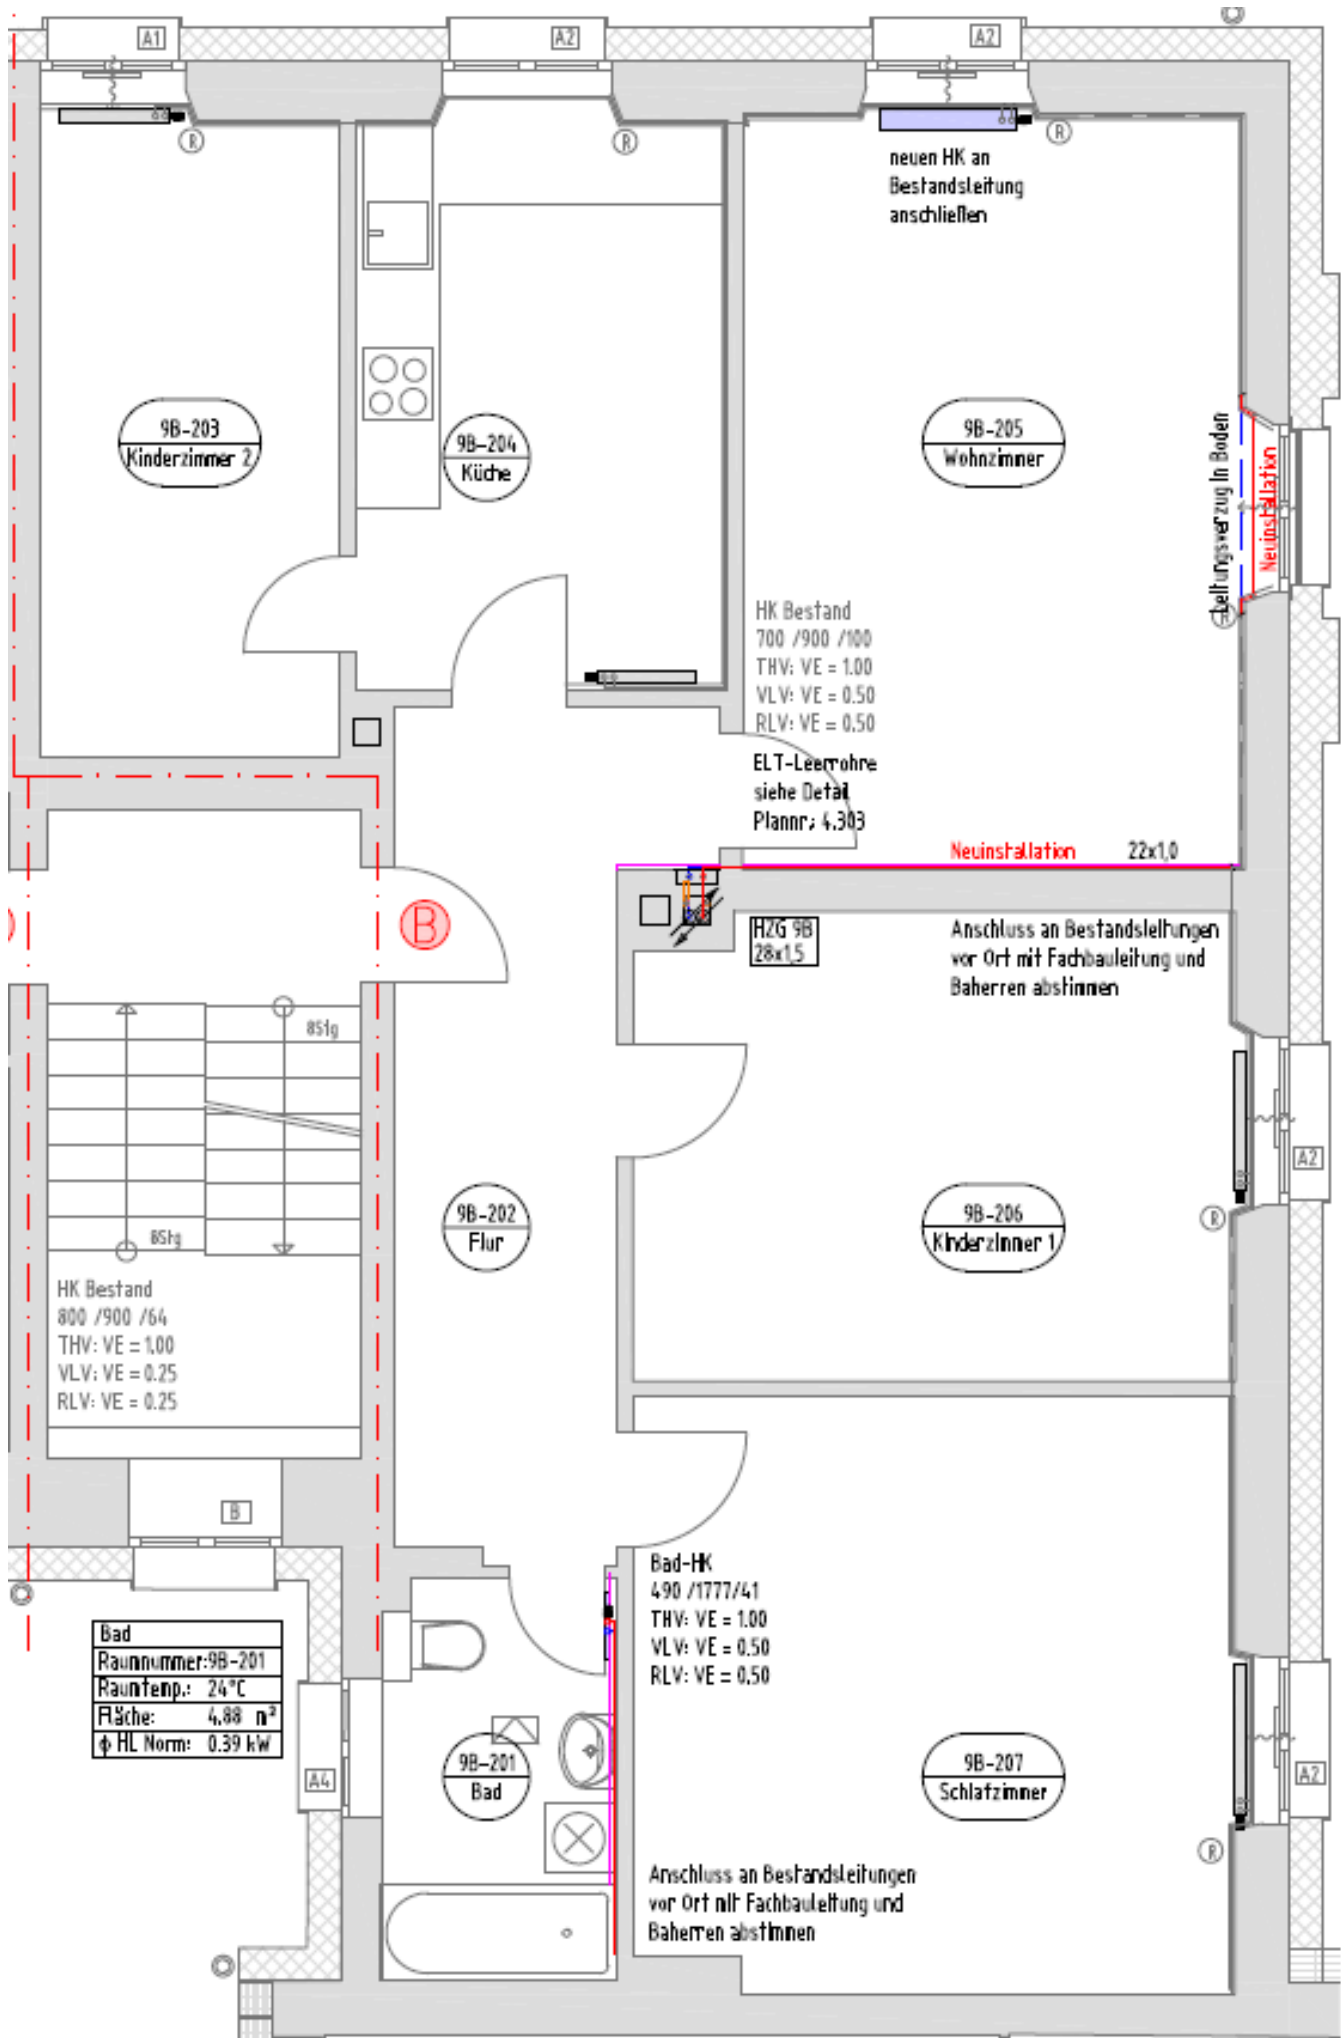 A1
A2
A2
R
R
R
neuen HK an
Bestandsleitung
anschließen
9B-203
Kinderzimmer 2
9B-204
Küche
9B-205
Wohnzimmer
Leitungsverzug in Boden
Neuinstallation
R
HK Bestand
700 /900 /100
THV: VE = 1.00
VLV: VE = 0.50
RLV: VE = 0.50
ELT-Leerrohre
siehe Detail
Plannr.: 4.303
Neuinstallation 22x1,0
B
HZG 9B
28x1,5
Anschluss an Bestandsleitungen
vor Ort mit Fachbauleitung und
Baherren abstimmen
8Stg
8Stg
A2
R
9B-202
Flur
9B-206
Kinderzimmer 1
HK Bestand
800 /900 /64
THV: VE = 1.00
VLV: VE = 0.25
RLV: VE = 0.25
B
Bad-HK
490 /1777/41
THV: VE = 1.00
VLV: VE = 0.50
RLV: VE = 0.50
Bad
Raumnummer:9B-201
Raumtemp.: 24°C
Fläche: 4.88 m²
ϕ HL Norm: 0.39 kW
A4
9B-201
Bad
9B-207
Schlafzimmer
A2
R
Anschluss an Bestandsleitungen
vor Ort mit Fachbauleitung und
Baherren abstimmen